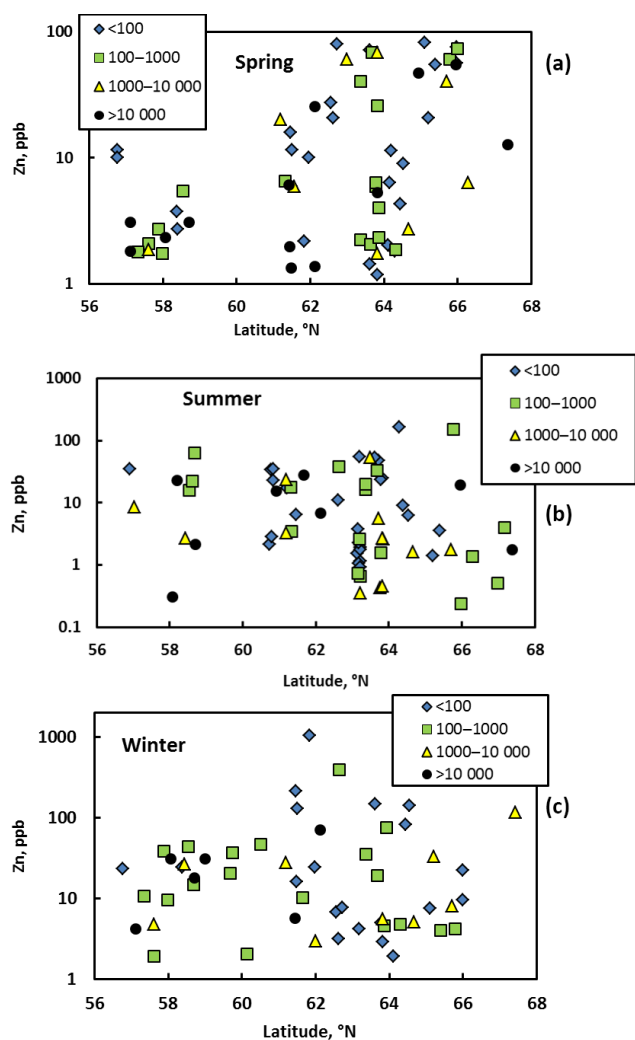 <100
100–1000
1000–10 000
>10 000
Spring
(a)
Zn, ppb
100
10
1
56 58 60 62 64 66 68
Latitude, °N
<100
100–1000
1000–10 000
>10 000
Summer
(b)
Zn, ppb
1000
100
10
1
0.1
56 58 60 62 64 66 68
Latitude, °N
<100
100–1000
1000–10 000
>10 000
Winter
(c)
Zn, ppb
1000
100
10
1
56 58 60 62 64 66 68
Latitude, °N